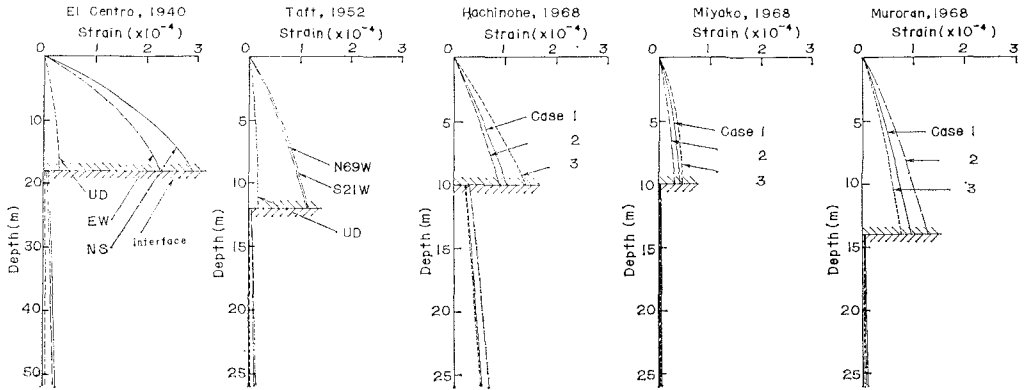 El Centro, 1940
Strain (x10⁻⁴)
0 1 2 3
10
20
30
40
50
Depth (m)
UD
EW
NS
Interface
Taft, 1952
Strain (x10⁻⁴)
0 1 2 3
5
10
15
20
25
Depth (m)
N69W
S21W
UD
Hachinohe, 1968
Strain (x10⁻⁴)
0 1 2 3
5
10
15
20
25
Depth (m)
Case 1
2
3
Miyako, 1968
Strain (x10⁻⁴)
0 1 2 3
5
10
15
20
25
Depth (m)
Case 1
2
3
Muroran, 1968
Strain (x10⁻⁴)
0 1 2 3
5
10
15
20
25
Depth (m)
Case 1
2
3